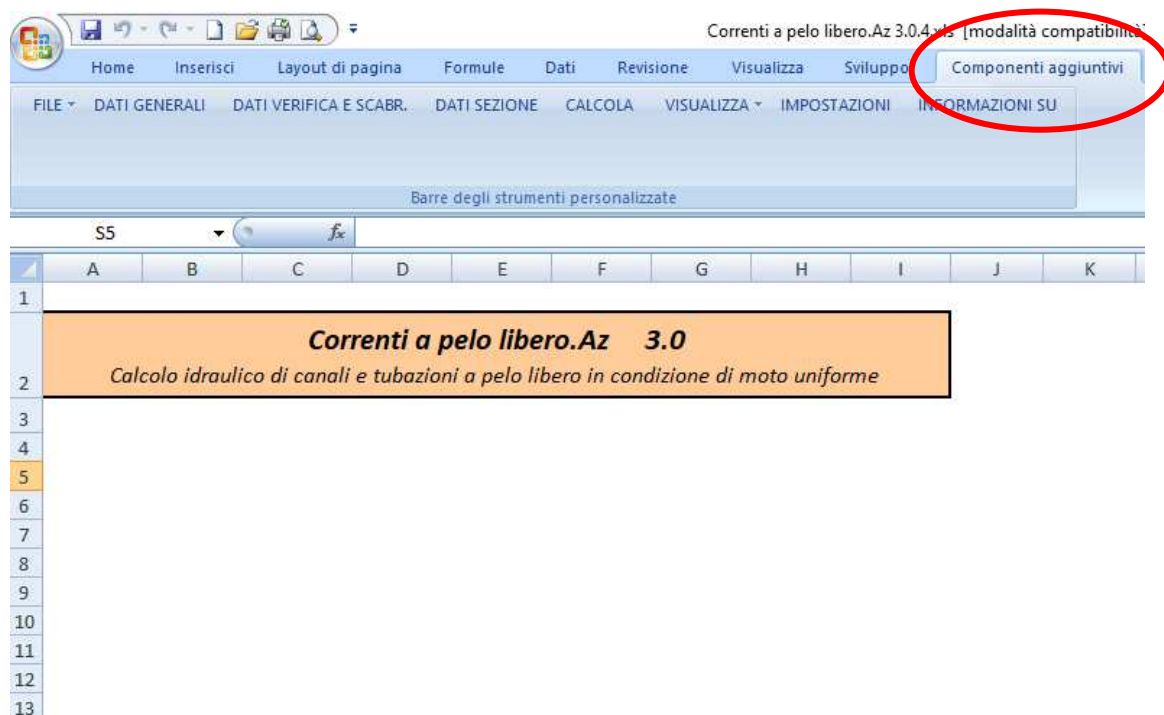 Correnti a pelo libero.Az 3.0.4.xls [modalità compatibilità]
Home Inserisci Layout di pagina Formule Dati Revisione Visualizza Sviluppo Componenti aggiuntivi
FILE DATI GENERALI DATI VERIFICA E SCABR. DATI SEZIONE CALCOLA VISUALIZZA IMPOSTAZIONI INFORMAZIONI SU
Barre degli strumenti personalizzate
S5 fx
A B C D E F G H I J K
1
Correnti a pelo libero.Az 3.0
2 Calcolo idraulico di canali e tubazioni a pelo libero in condizione di moto uniforme
3
4
5
6
7
8
9
10
11
12
13